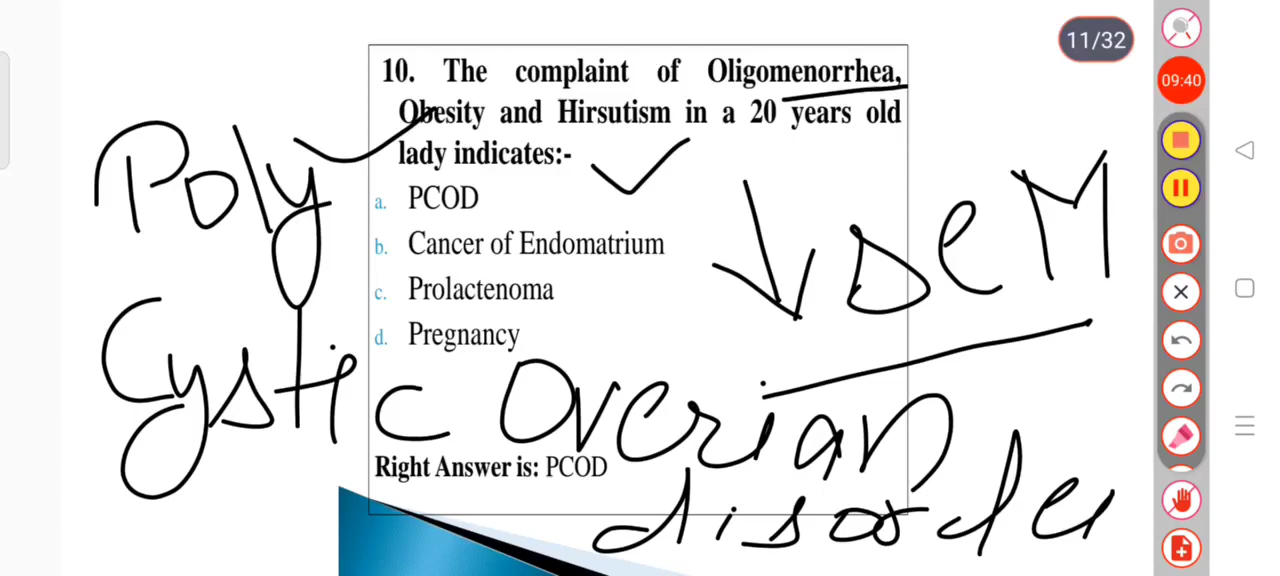 11/32
09:40
10. The complaint of Oligomenorrhea,
Obesity and Hirsutism in a 20 years old
lady indicates:-
a. PCOD
b. Cancer of Endomatrium
c. Prolactenoma
d. Pregnancy
Right Answer is: PCOD
Poly
Cystic Overian
disorder